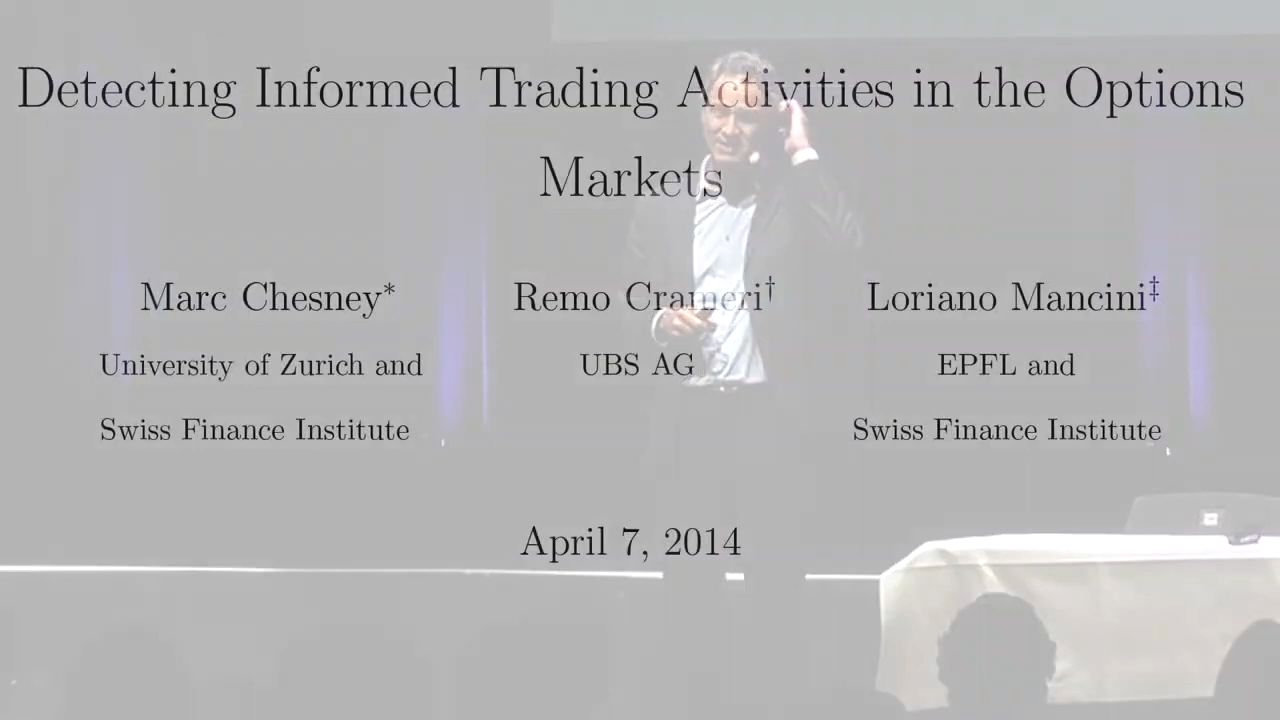 Detecting Informed Trading Activities in the Options
Markets
Marc Chesney* Remo Crameri† Loriano Mancini‡
University of Zurich and UBS AG EPFL and
Swiss Finance Institute Swiss Finance Institute
April 7, 2014